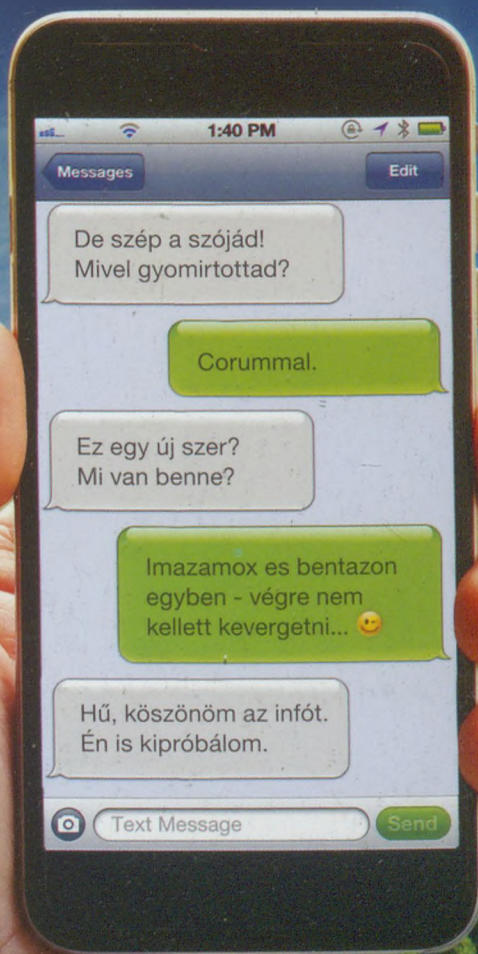 1:40 PM
Messages
Edit
De szép a szójád!
Mivel gyomirtottad?
Corummal.
Ez egy új szer?
Mi van benne?
Imazamox es bentazon
egyben - végre nem
kellett kevergetni... 😉
Hű, köszönöm az infót.
Én is kipróbálom.
Text Message
Send